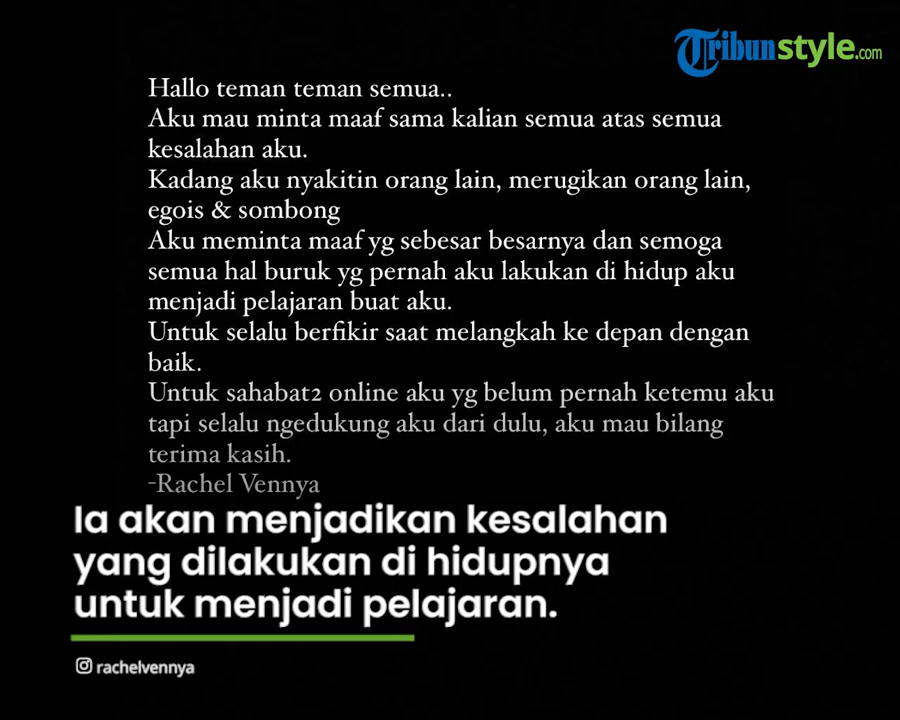 Tribunstyle.com
Hallo teman teman semua..
Aku mau minta maaf sama kalian semua atas semua
kesalahan aku.
Kadang aku nyakitin orang lain, merugikan orang lain,
egois & sombong
Aku meminta maaf yg sebesar besarnya dan semoga
semua hal buruk yg pernah aku lakukan di hidup aku
menjadi pelajaran buat aku.
Untuk selalu berfikir saat melangkah ke depan dengan
baik.
Untuk sahabat2 online aku yg belum pernah ketemu aku
tapi selalu ngedukung aku dari dulu, aku mau bilang
terima kasih.
-Rachel Vennya
Ia akan menjadikan kesalahan
yang dilakukan di hidupnya
untuk menjadi pelajaran.
rachelvennya